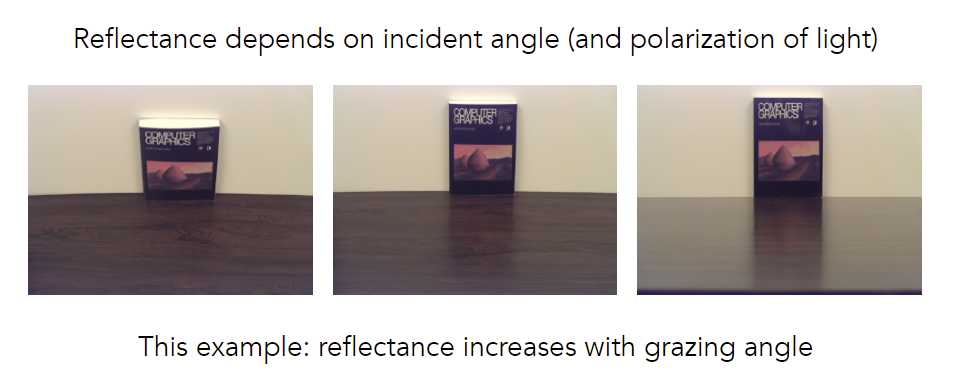 Reflectance depends on incident angle (and polarization of light)
COMPUTER
GRAPHICS
COMPUTER
GRAPHICS
COMPUTER
GRAPHICS
This example: reflectance increases with grazing angle